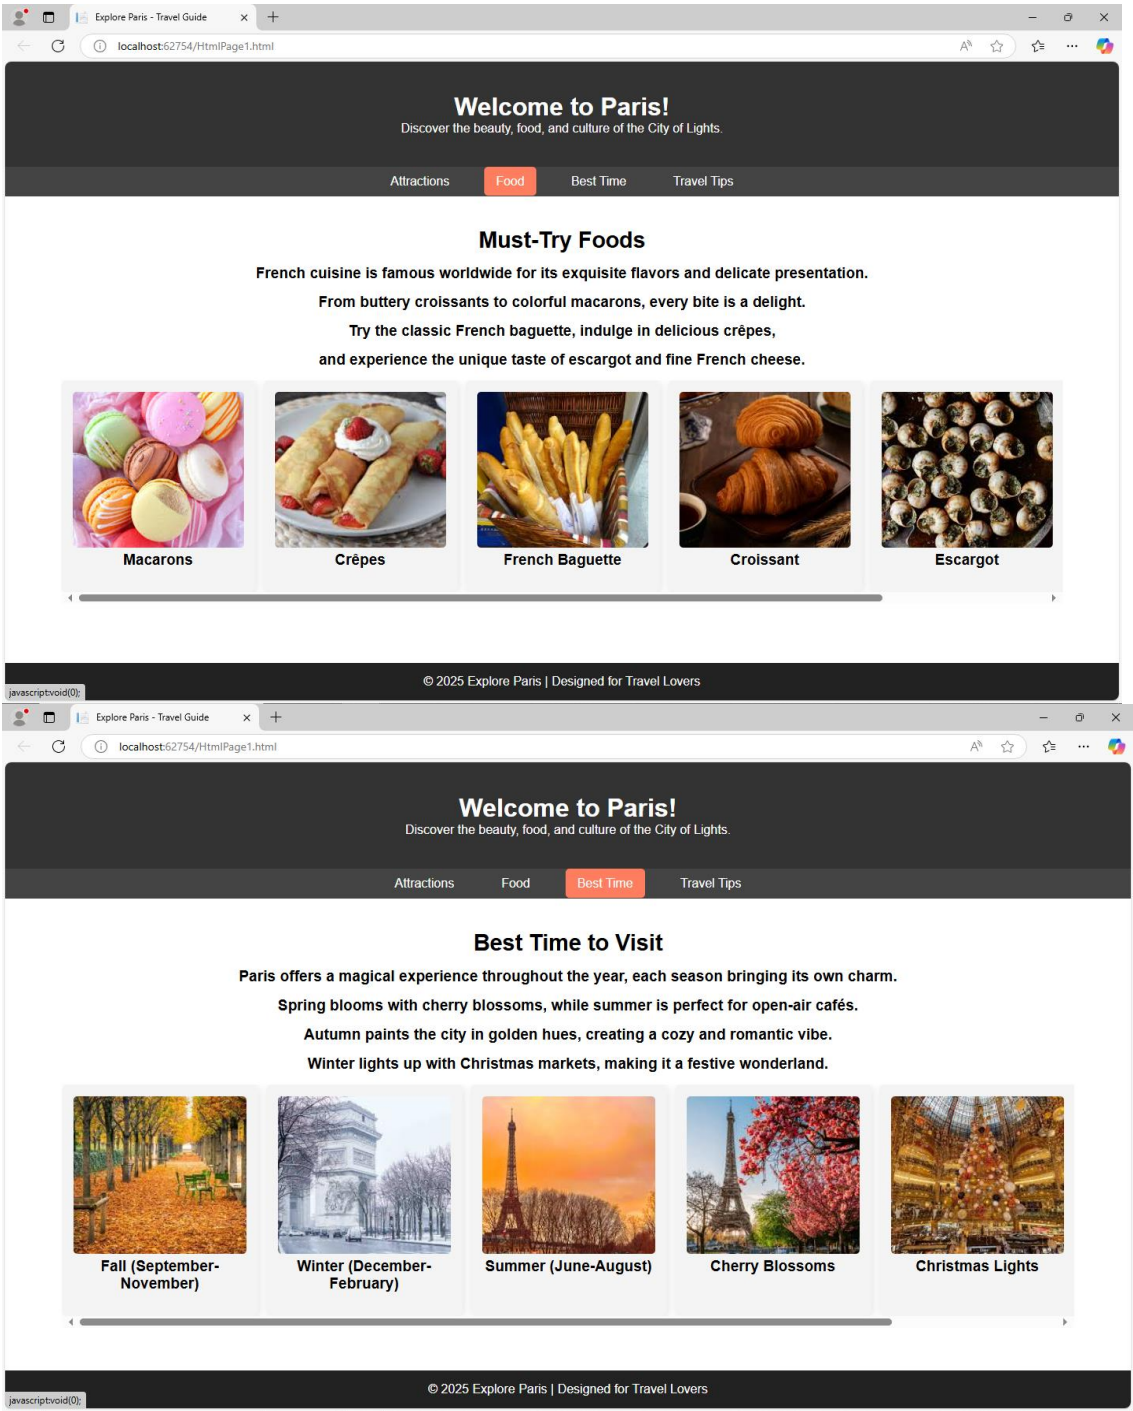 Explore Paris - Travel Guide
localhost:62754/HtmlPage1.html
Welcome to Paris!
Discover the beauty, food, and culture of the City of Lights.
Attractions Food Best Time Travel Tips
Must-Try Foods
French cuisine is famous worldwide for its exquisite flavors and delicate presentation.
From buttery croissants to colorful macarons, every bite is a delight.
Try the classic French baguette, indulge in delicious crêpes,
and experience the unique taste of escargot and fine French cheese.
Macarons Crêpes French Baguette Croissant Escargot
© 2025 Explore Paris | Designed for Travel Lovers
javascript:void(0);
Explore Paris - Travel Guide
localhost:62754/HtmlPage1.html
Welcome to Paris!
Discover the beauty, food, and culture of the City of Lights.
Attractions Food Best Time Travel Tips
Best Time to Visit
Paris offers a magical experience throughout the year, each season bringing its own charm.
Spring blooms with cherry blossoms, while summer is perfect for open-air cafés.
Autumn paints the city in golden hues, creating a cozy and romantic vibe.
Winter lights up with Christmas markets, making it a festive wonderland.
Fall (September-
November)
Winter (December-
February)
Summer (June-August)
Cherry Blossoms
Christmas Lights
© 2025 Explore Paris | Designed for Travel Lovers
javascript:void(0);